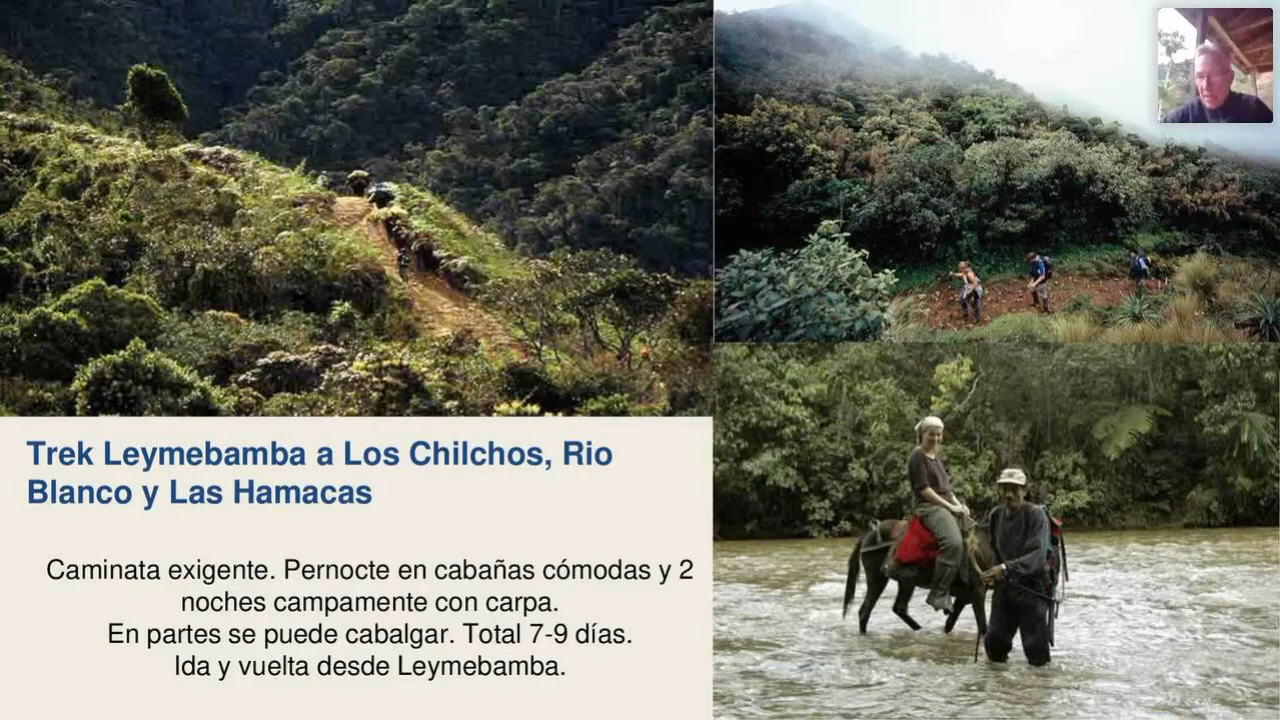 Trek Leymebamba a Los Chilchos, Rio
Blanco y Las Hamacas
Caminata exigente. Pernocte en cabañas cómodas y 2
noches campamente con carpa.
En partes se puede cabalgar. Total 7-9 días.
Ida y vuelta desde Leymebamba.